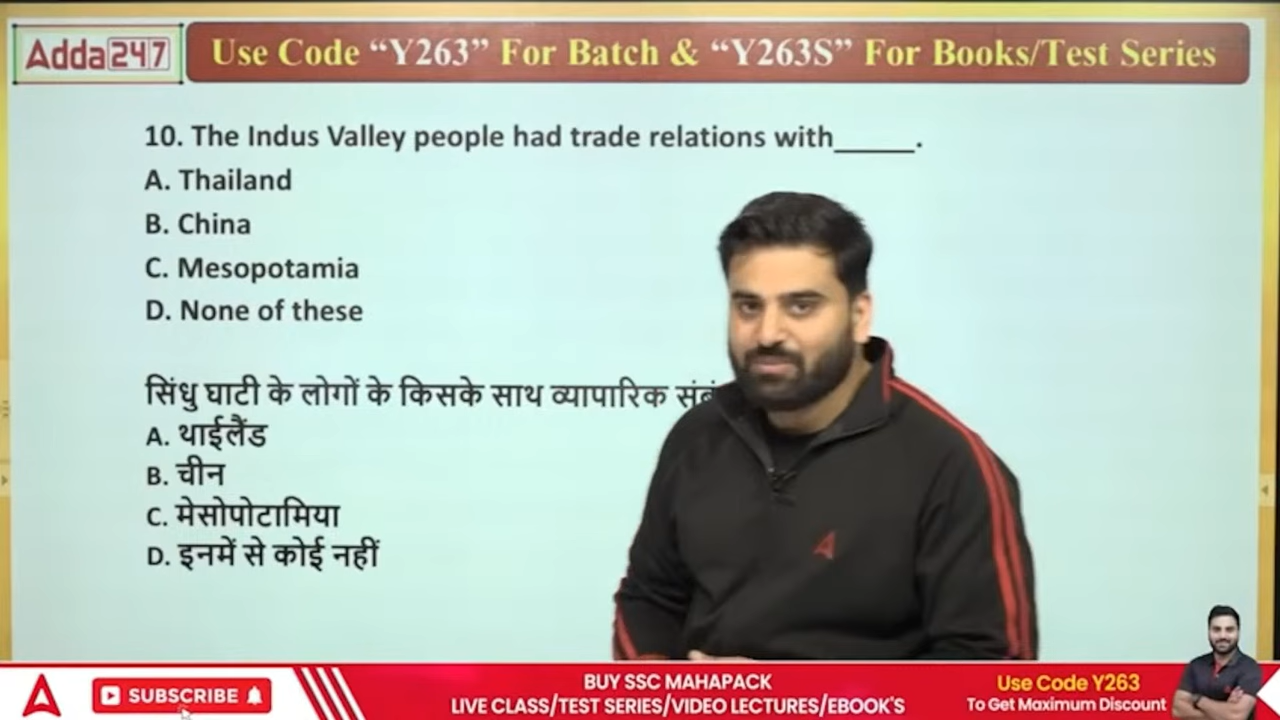 Adda247
Use Code “Y263” For Batch & “Y263S” For Books/Test Series
10. The Indus Valley people had trade relations with_____.
A. Thailand
B. China
C. Mesopotamia
D. None of these
सिंधु घाटी के लोगों के किसके साथ व्यापारिक
A. थाईलैंड
B. चीन
C. मेसोपोटामिया
D. इनमें से कोई नहीं
SUBSCRIBE
BUY SSC MAHAPACK
LIVE CLASS/TEST SERIES/VIDEO LECTURES/EBOOK'S
Use Code Y263
To Get Maximum Discount